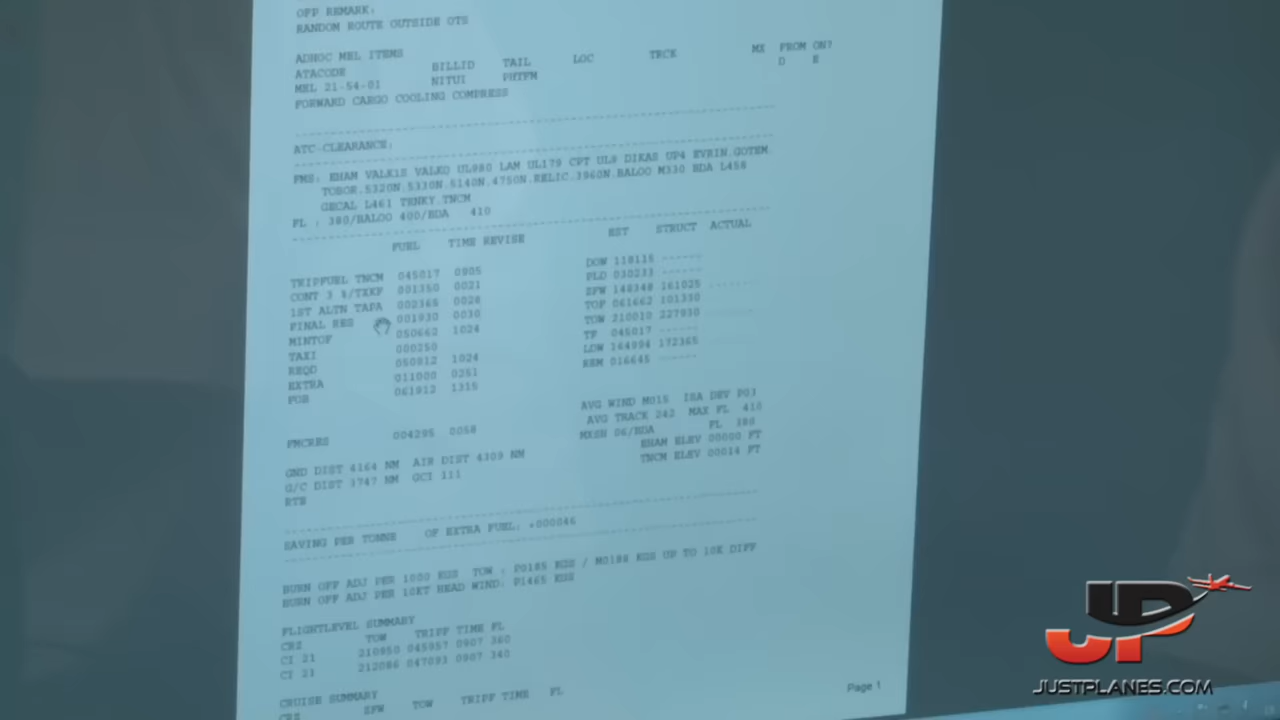 OFP REMARK:
RANDOM ROUTE OUTSIDE OTS
ADHOC MEL ITEMS
ATACODE BILLID TAIL LOC TRCK MX FROM ON?
MEL 21-54-01 NITUI PHTFM D E
FORWARD CARGO COOLING COMPRESS
ATC-CLEARANCE:
FMS: EHAM VALK1S VALKO UL980 LAM UL179 CPT UL9 DIKAS UP4 EVRIN.GOTEM
TOBOR.5320N.5330N.5140N.4750N.RELIC.3960N.BALOO M330 BDA L458
GECAL L461 TRNKY.TNCM
FL : 380/BALOO 400/BDA 410
FUEL TIME REVISE EST STRUCT ACTUAL
TRIPFUEL TNCM 045017 0905 DOW 118115 ------
CONT 3 %/TXKF 001350 0021 PLD 030233 ------
1ST ALTN TAPA 002365 0028 ZFW 148348 161025
FINAL RES 001930 0030 TOF 061662 101330
MINTOF 050662 1024 TOW 210010 227930
TAXI 000250 TF 045017 ------
REQD 050912 1024 LDW 164994 172365
EXTRA 011000 0251 REM 016645 ------
FOB 061912 1315
AVG WIND M015 ISA DEV P03
AVG TRACK 242 MAX FL 410
FMCRES 004295 0058 MXSH 06/BDA FL 380
EHAM ELEV 00000 FT
GND DIST 4164 NM AIR DIST 4309 NM TNCM ELEV 00014 FT
G/C DIST 3747 NM GCI 111
RTE
SAVING PER TONNE OF EXTRA FUEL: +000046
BURN OFF ADJ PER 1000 KGS TOW : P0185 KGS / M0188 KGS UP TO 10K DIFF
BURN OFF ADJ PER 10KT HEAD WIND: P1465 KGS
FLIGHTLEVEL SUMMARY
CRZ TOW TRIPF TIME FL
CI 21 210950 045957 0907 360
CI 23 212086 047093 0907 340
CRUISE SUMMARY
CRZ ZFW TOW TRIPF TIME FL
Page 1
JP
JUSTPLANES.COM